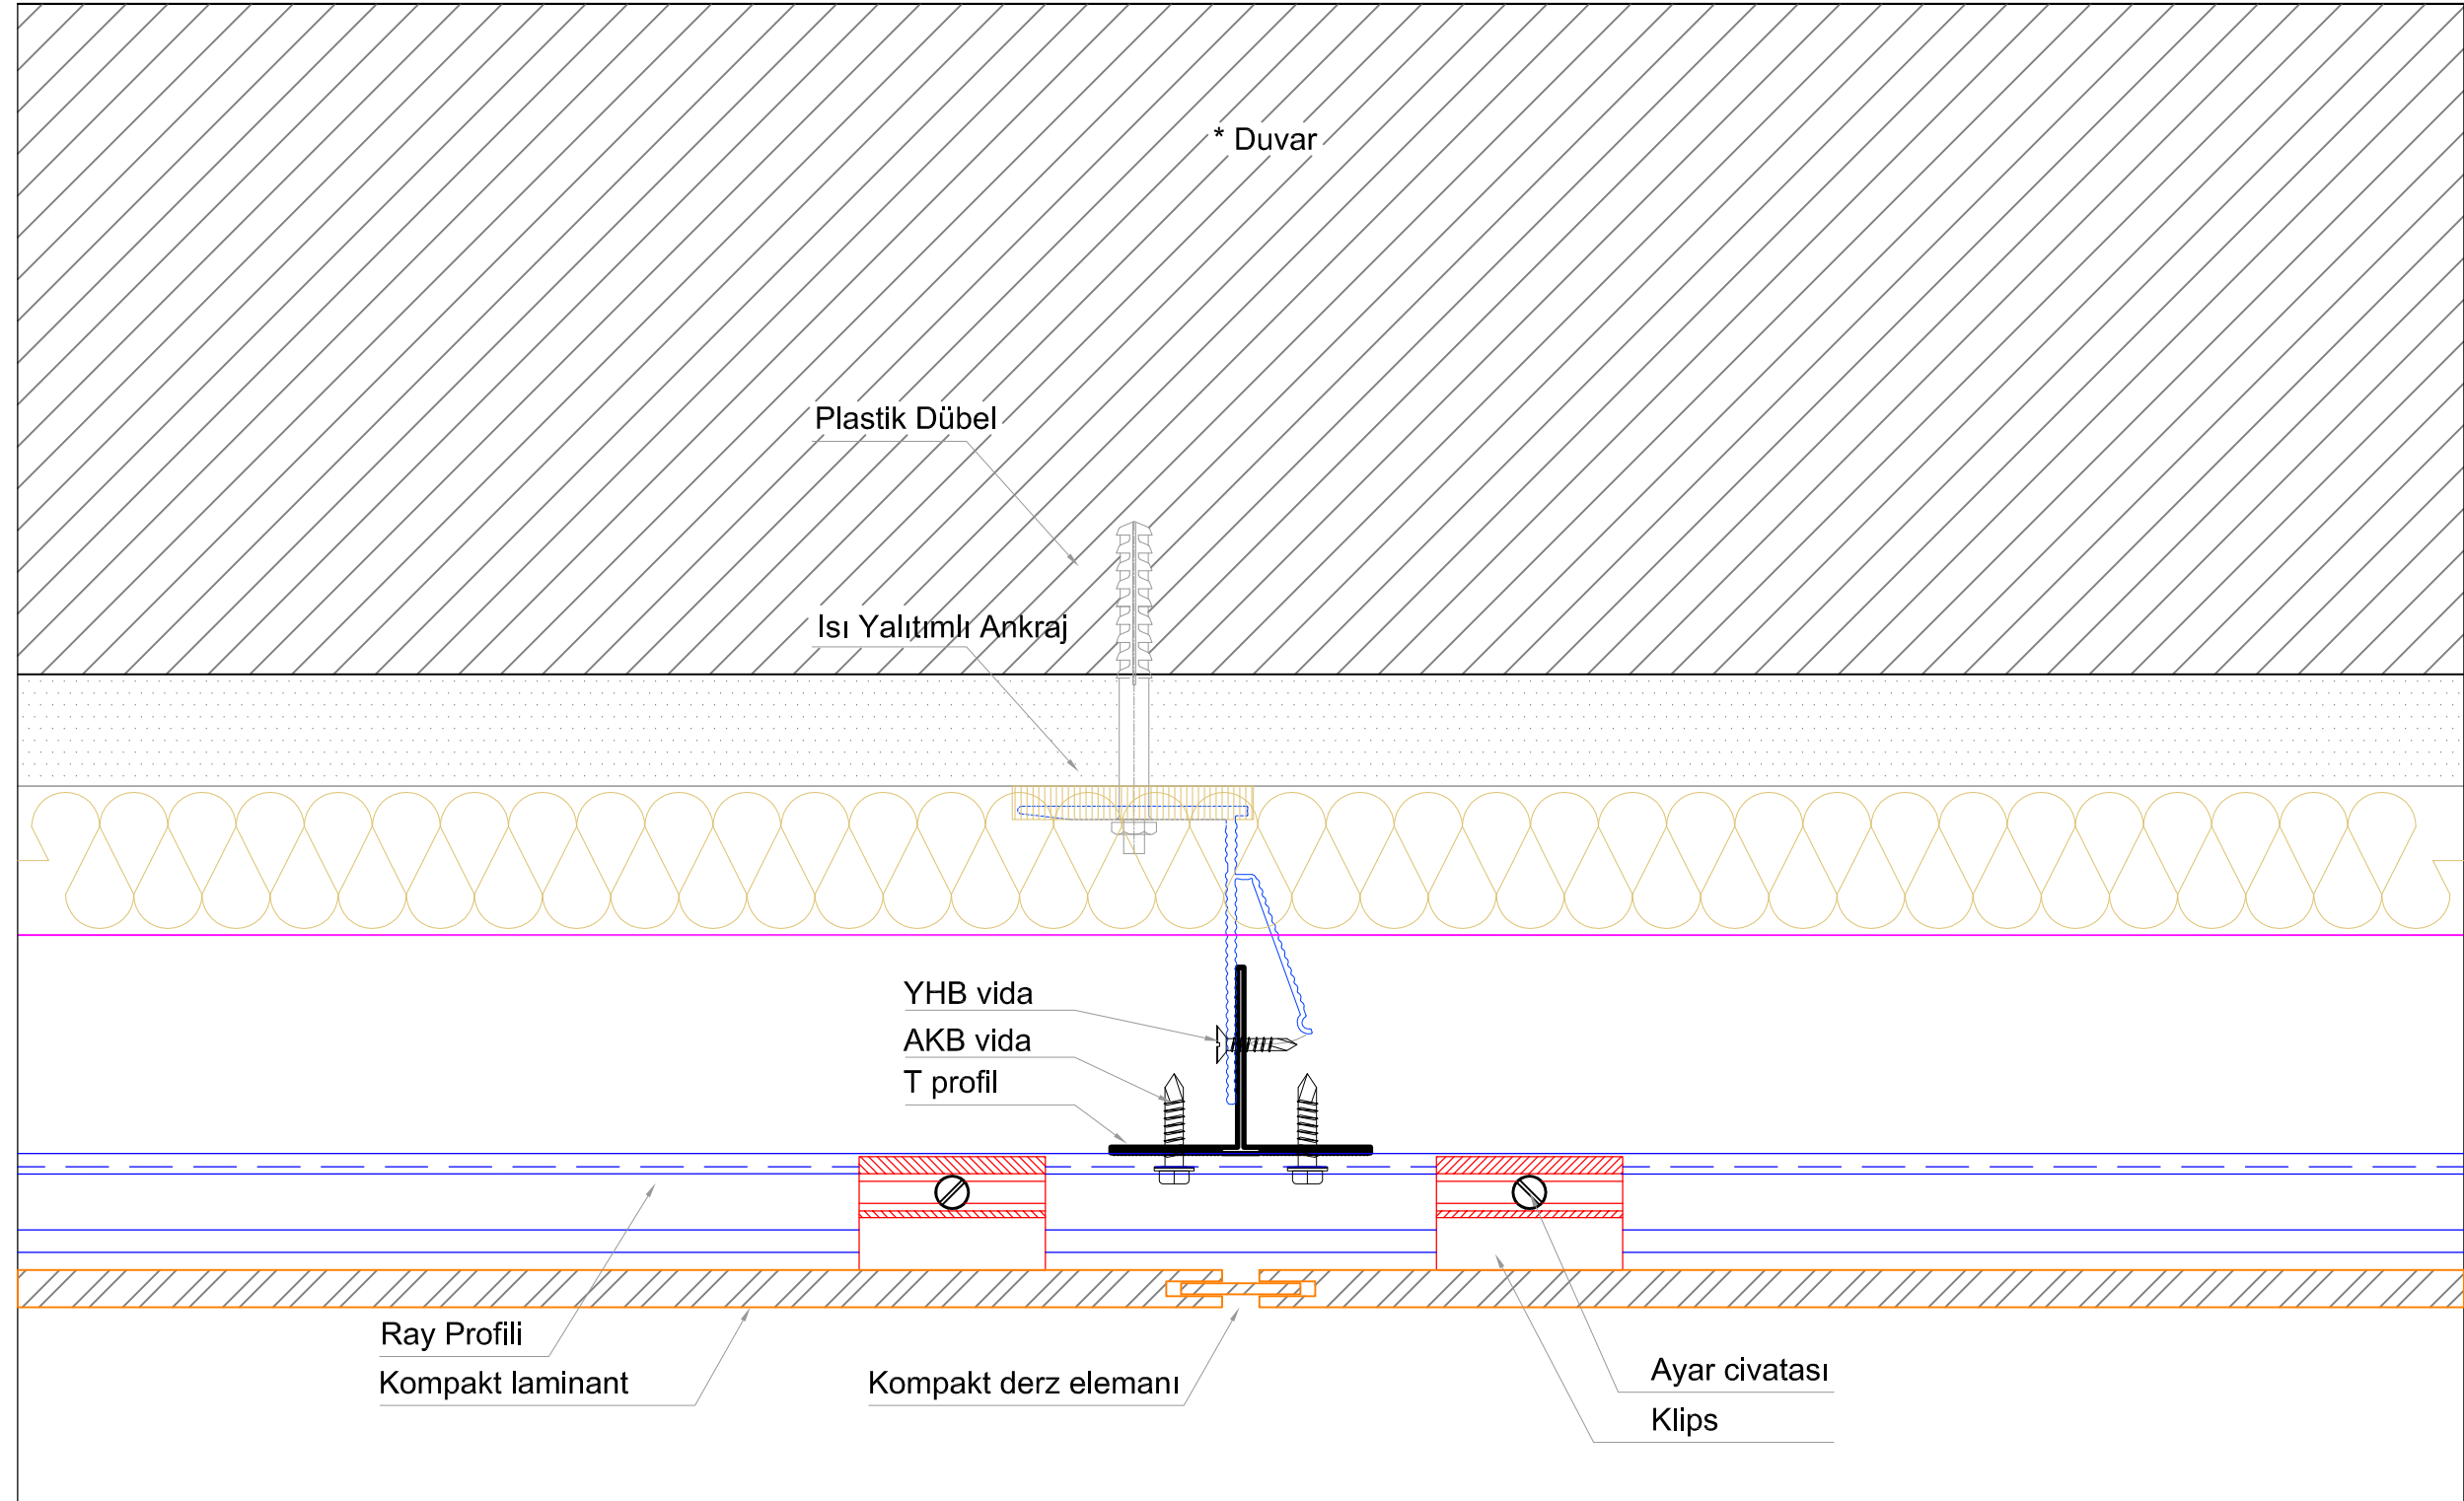 * Duvar
Plastik Dübel
Isı Yalıtımlı Ankraj
YHB vida
AKB vida
T profil
Ray Profili
Kompakt laminant
Kompakt derz elemanı
Ayar civatası
Klips